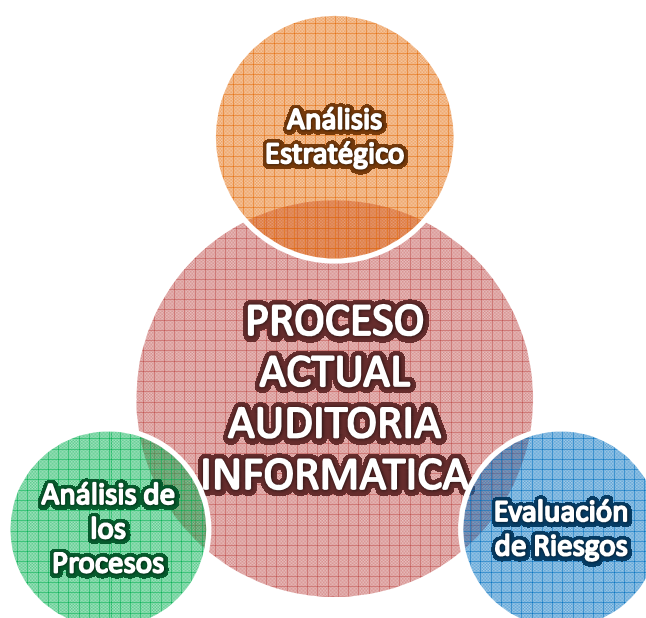 Análisis
Estratégico
PROCESO
ACTUAL
AUDITORIA
INFORMATICA
Análisis de
los
Procesos
Evaluación
de Riesgos